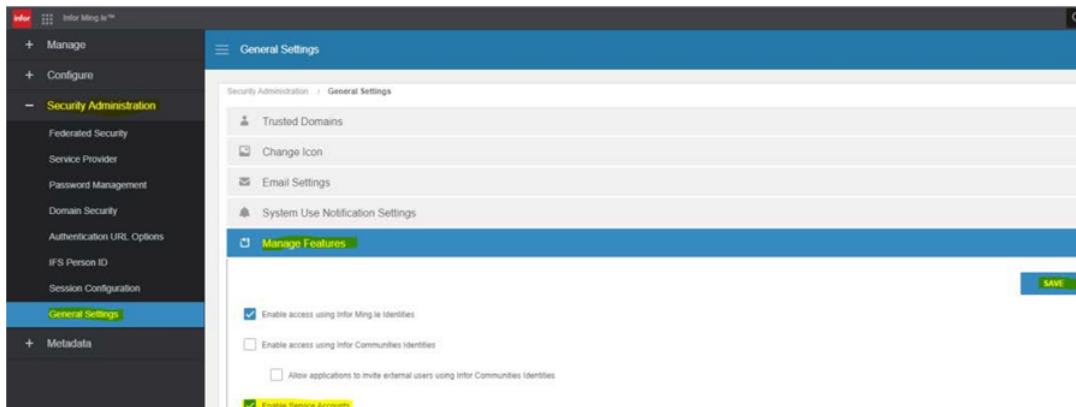 infor Infor Ming.le™
+ Manage
+ Configure
− Security Administration
Federated Security
Service Provider
Password Management
Domain Security
Authentication URL Options
IFS Person ID
Session Configuration
General Settings
+ Metadata
General Settings
Security Administration / General Settings
Trusted Domains
Change Icon
Email Settings
System Use Notification Settings
Manage Features
SAVE
Enable access using Infor Ming.le Identities
Enable access using Infor Communities Identities
Allow applications to invite external users using Infor Communities Identities
Enable Service Accounts